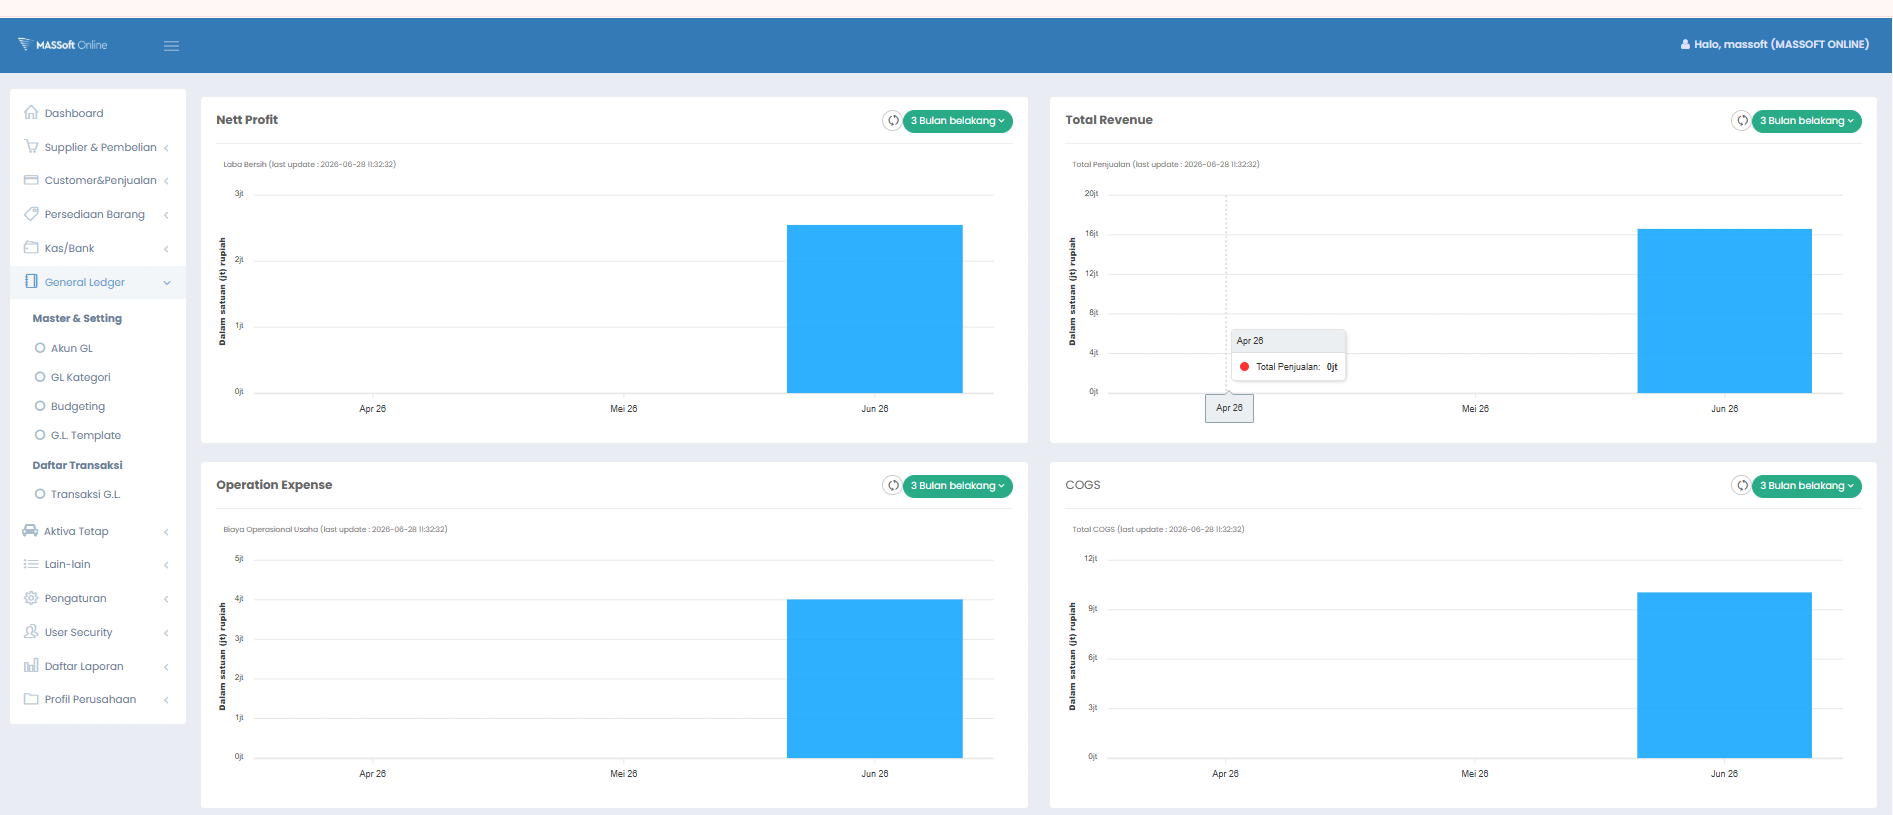 MASSoft Online
Halo, massoft (MASSOFT ONLINE)
Dashboard
Supplier & Pembelian
Customer&Penjualan
Persediaan Barang
Kas/Bank
General Ledger
Master & Setting
Akun GL
GL Kategori
Budgeting
G.L. Template
Daftar Transaksi
Transaksi G.L.
Aktiva Tetap
Lain-lain
Pengaturan
User Security
Daftar Laporan
Profil Perusahaan
Nett Profit
3 Bulan belakang
Laba Bersih (last update : 2026-06-28 11:32:32)
Dalam satuan (jt) rupiah
3jt
2jt
1jt
0jt
Apr 26
Mei 26
Jun 26
Total Revenue
3 Bulan belakang
Total Penjualan (last update : 2026-06-28 11:32:32)
Dalam satuan (jt) rupiah
20jt
16jt
12jt
8jt
4jt
0jt
Apr 26
Total Penjualan: 0jt
Apr 26
Mei 26
Jun 26
Operation Expense
3 Bulan belakang
Biaya Operasional Usaha (last update : 2026-06-28 11:32:32)
Dalam satuan (jt) rupiah
5jt
4jt
3jt
2jt
1jt
0jt
Apr 26
Mei 26
Jun 26
COGS
3 Bulan belakang
Total COGS (last update : 2026-06-28 11:32:32)
Dalam satuan (jt) rupiah
12jt
9jt
6jt
3jt
0jt
Apr 26
Mei 26
Jun 26